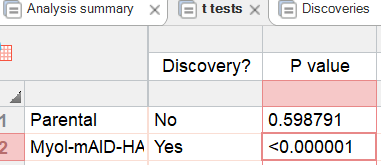 Analysis summary t tests Discoveries
Discovery? P value
1 Parental No 0.598791
2 Myol-mAID-HA Yes <0.000001